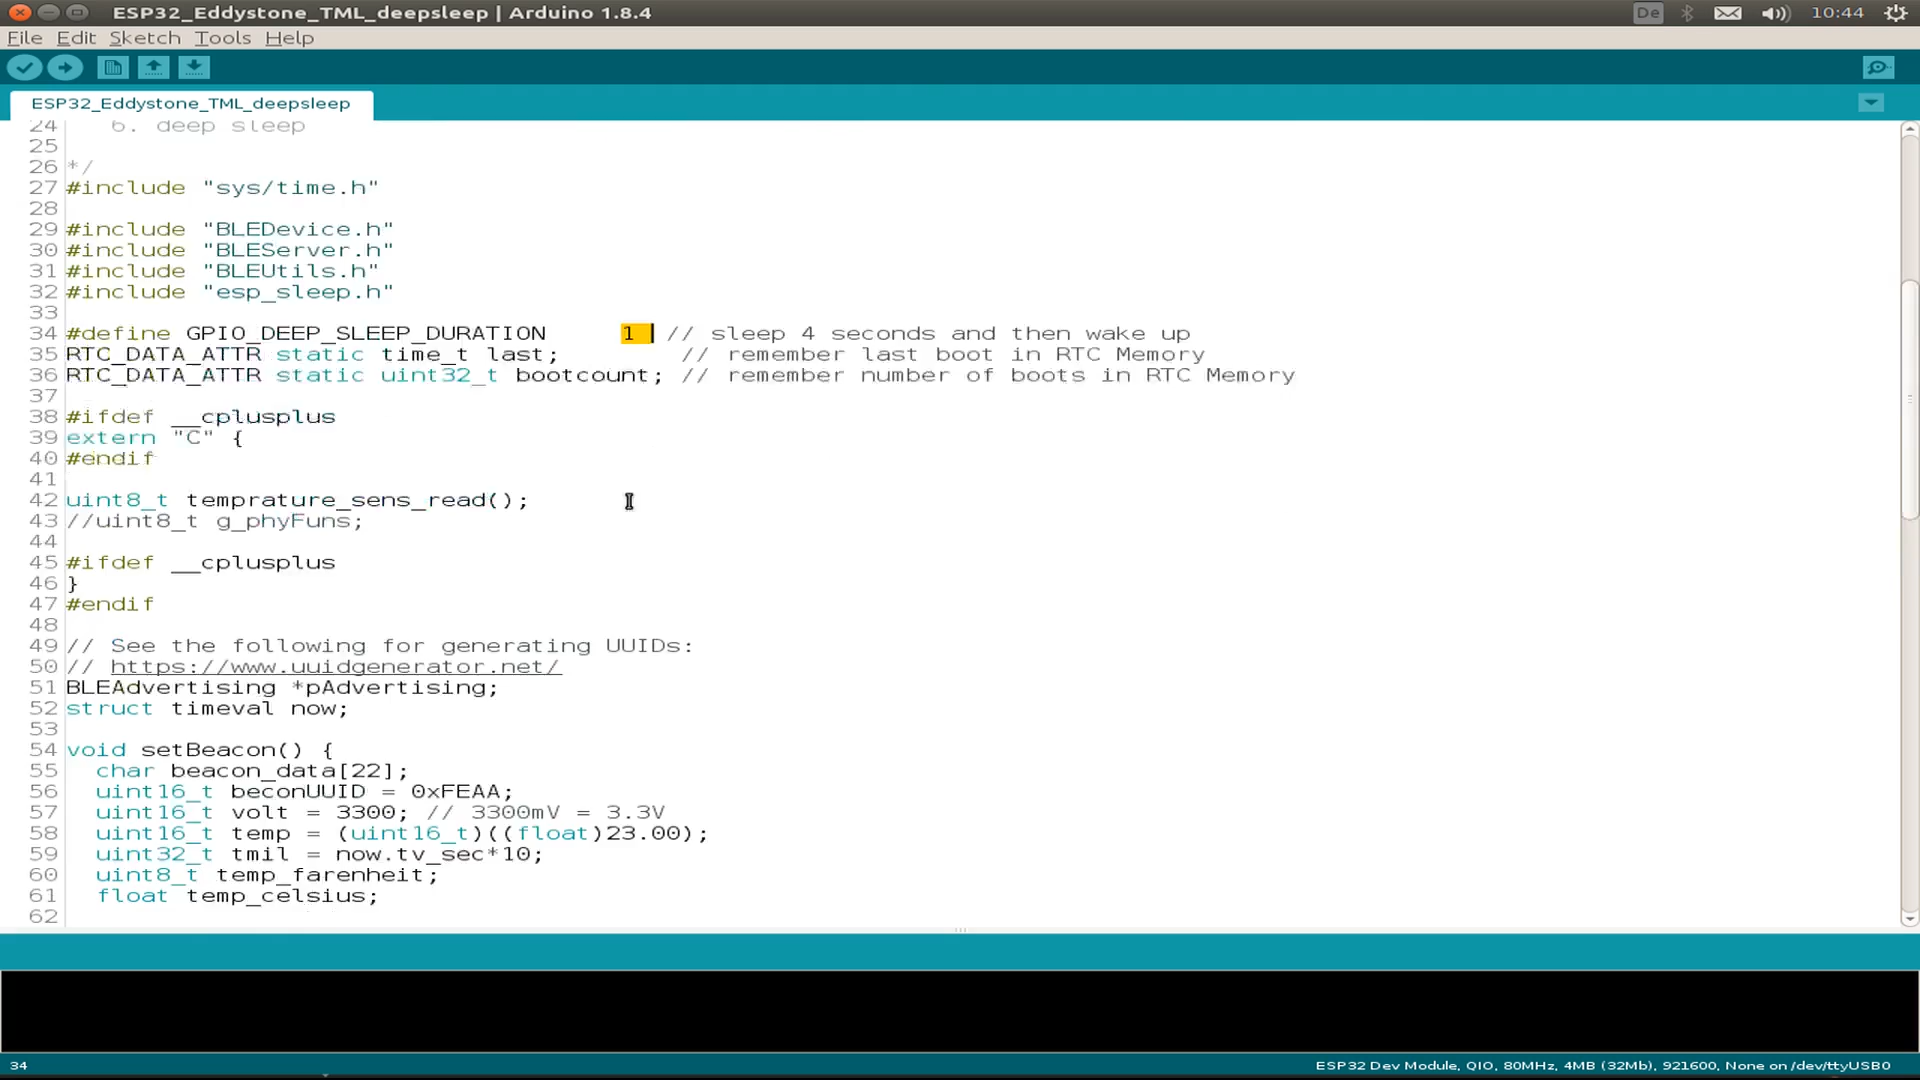 ESP32_Eddystone_TML_deepsleep | Arduino 1.8.4
De
10:44
File Edit Sketch Tools Help
ESP32_Eddystone_TML_deepsleep
24 6. deep sleep
25
26 */
27 #include "sys/time.h"
28
29 #include "BLEDevice.h"
30 #include "BLEServer.h"
31 #include "BLEUtils.h"
32 #include "esp_sleep.h"
33
34 #define GPIO_DEEP_SLEEP_DURATION 1 // sleep 4 seconds and then wake up
35 RTC_DATA_ATTR static time_t last; // remember last boot in RTC Memory
36 RTC_DATA_ATTR static uint32_t bootcount; // remember number of boots in RTC Memory
37
38 #ifdef __cplusplus
39 extern "C" {
40 #endif
41
42 uint8_t temprature_sens_read();
43 //uint8_t g_phyFuns;
44
45 #ifdef __cplusplus
46 }
47 #endif
48
49 // See the following for generating UUIDs:
50 // https://www.uuidgenerator.net/
51 BLEAdvertising *pAdvertising;
52 struct timeval now;
53
54 void setBeacon() {
55 char beacon_data[22];
56 uint16_t beconUUID = 0xFEAA;
57 uint16_t volt = 3300; // 3300mV = 3.3V
58 uint16_t temp = (uint16_t)((float)23.00);
59 uint32_t tmil = now.tv_sec*10;
60 uint8_t temp_farenheit;
61 float temp_celsius;
62
34
ESP32 Dev Module, QIO, 80MHz, 4MB (32Mb), 921600, None on /dev/ttyUSB0